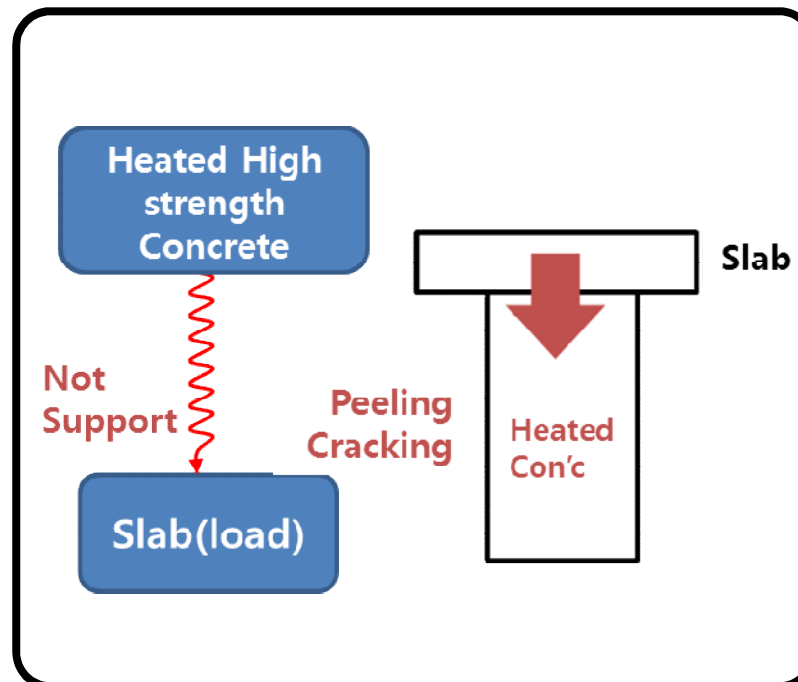 Heated High
strength
Concrete
Not
Support
Slab(load)
Slab
Peeling
Cracking
Heated
Con'c